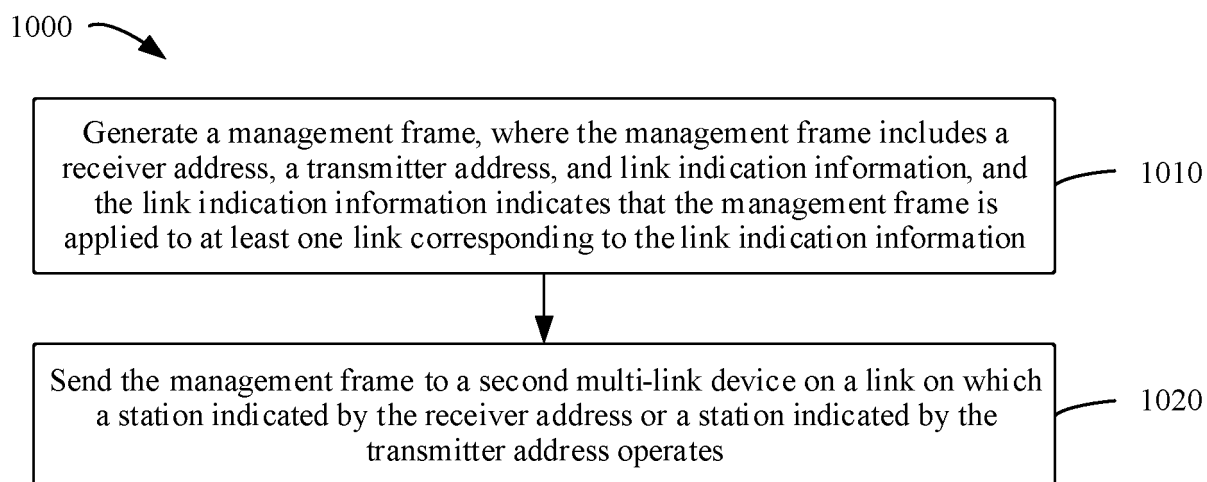 1000
Generate a management frame, where the management frame includes a
receiver address, a transmitter address, and link indication information, and
the link indication information indicates that the management frame is
applied to at least one link corresponding to the link indication information
1010
Send the management frame to a second multi-link device on a link on which
a station indicated by the receiver address or a station indicated by the
transmitter address operates
1020